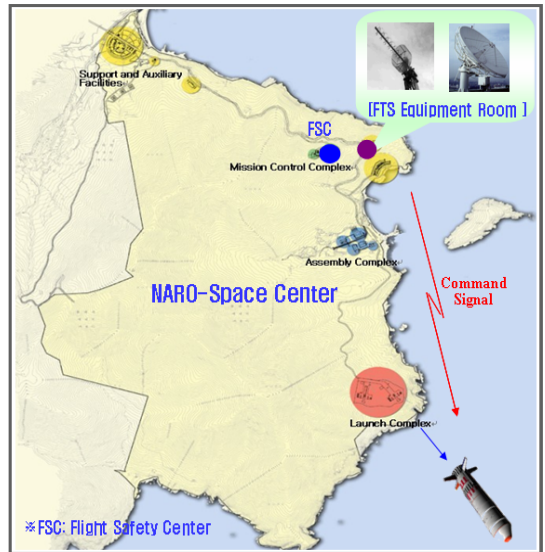 Support and Auxiliary
Facilities
[FTS Equipment Room ]
FSC
Mission Control Complex
Assembly Complex
Command
Signal
NARO-Space Center
Launch Complex
※FSC: Flight Safety Center